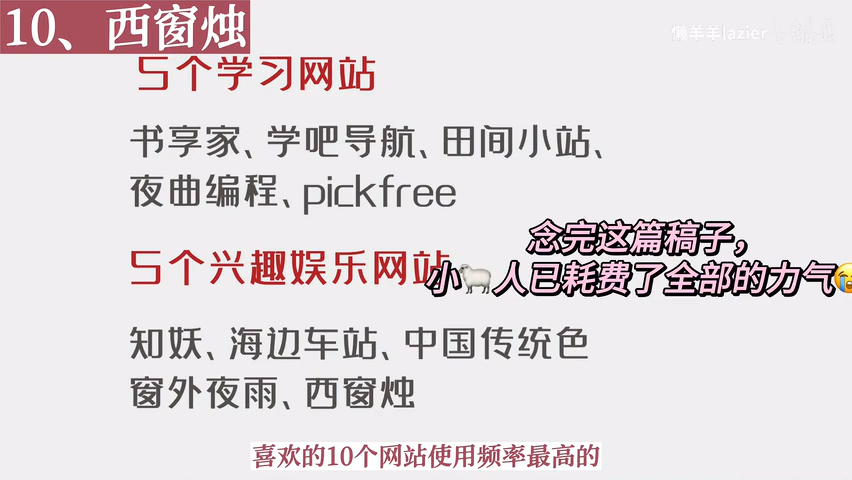 10、西窗烛
懒羊羊lazier
5个学习网站
书享家、学吧导航、田间小站、
夜曲编程、pickfree
念完这篇稿子，
小🐑人已耗费了全部的力气😭
5个兴趣娱乐网站
知妖、海边车站、中国传统色
窗外夜雨、西窗烛
喜欢的10个网站使用频率最高的